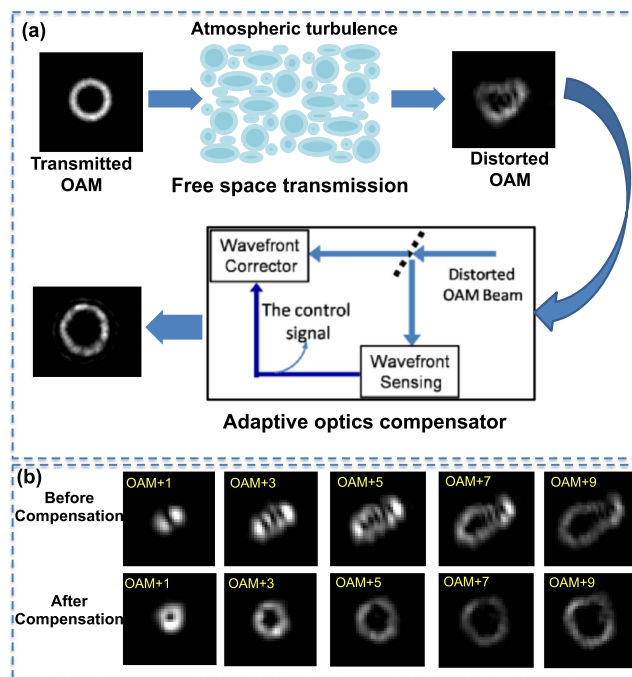 (a)
Atmospheric turbulence
Transmitted
OAM
Free space transmission
Distorted
OAM
Wavefront
Corrector
Distorted
OAM Beam
The control
signal
Wavefront
Sensing
Adaptive optics compensator
(b)
Before
Compensation
OAM+1
OAM+3
OAM+5
OAM+7
OAM+9
After
Compensation
OAM+1
OAM+3
OAM+5
OAM+7
OAM+9